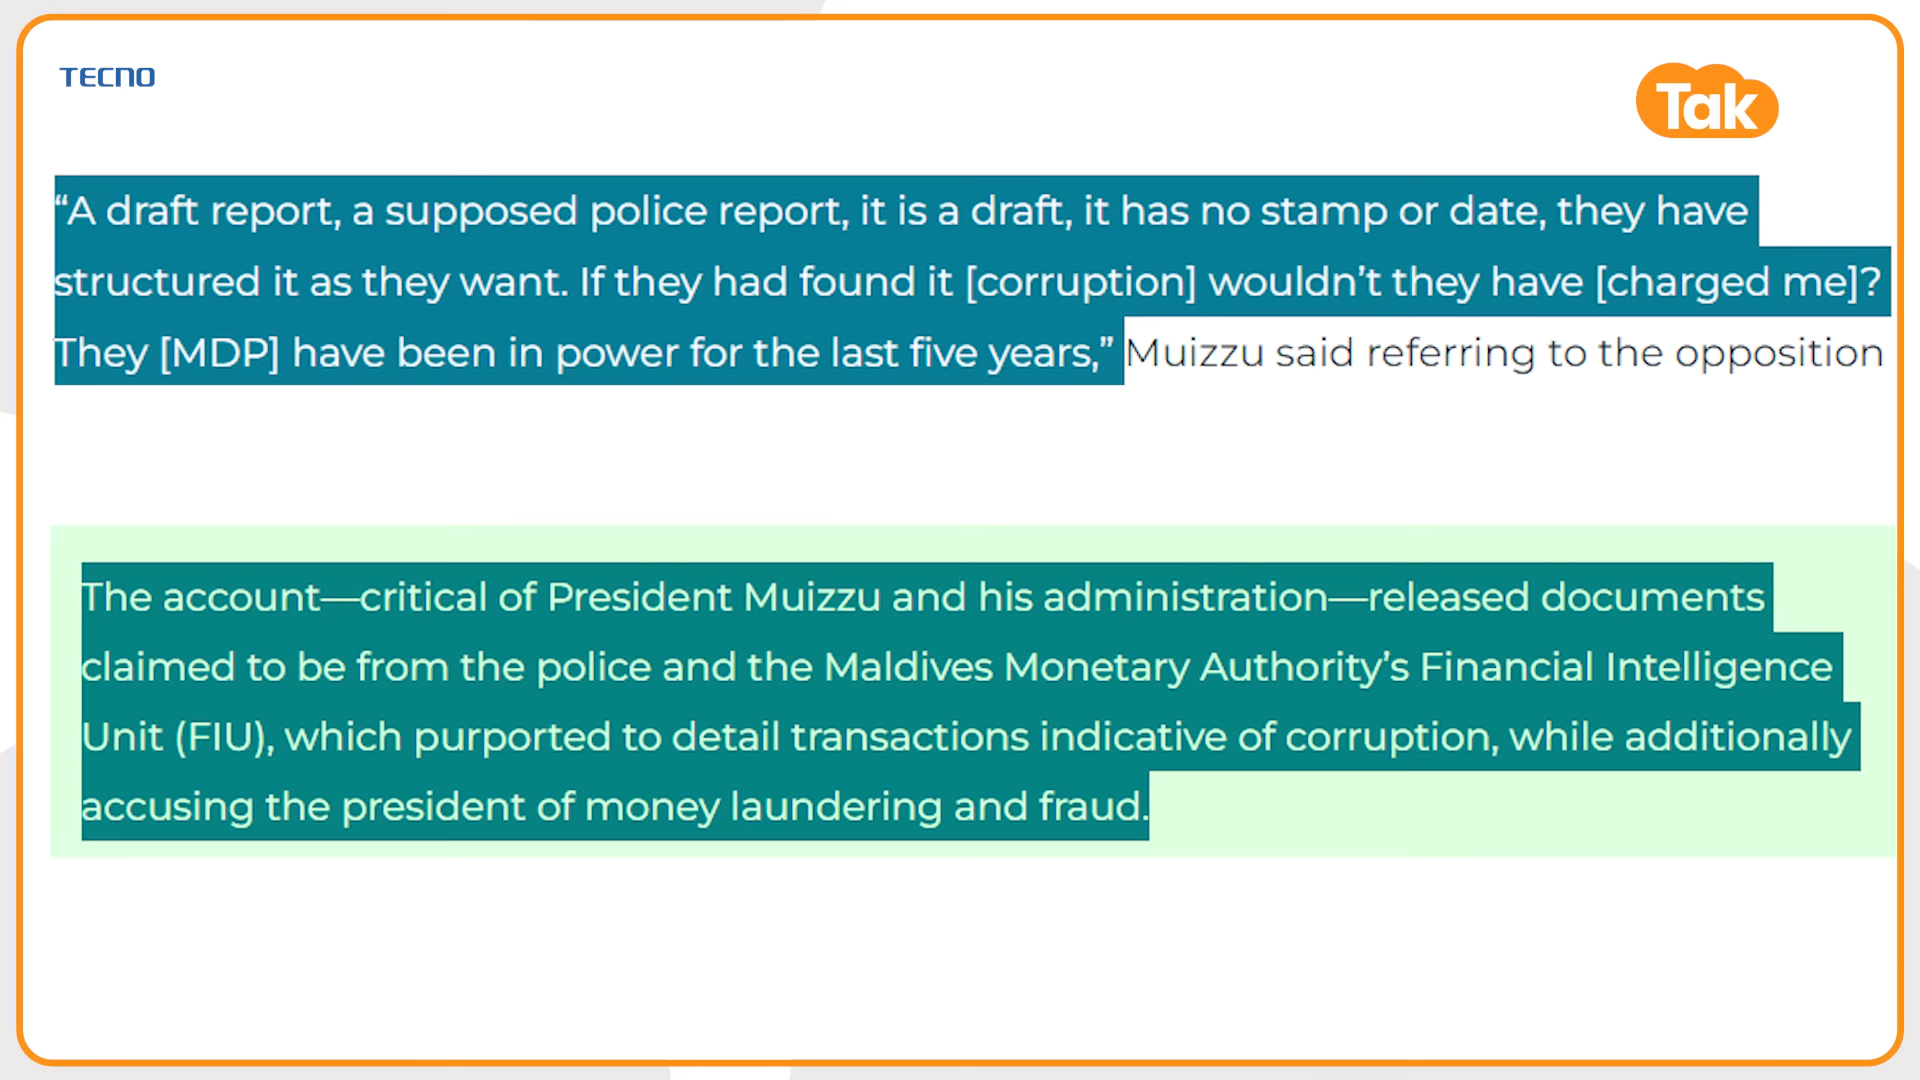 TECNO
Tak
“A draft report, a supposed police report, it is a draft, it has no stamp or date, they have
structured it as they want. If they had found it [corruption] wouldn’t they have [charged me]?
They [MDP] have been in power for the last five years,” Muizzu said referring to the opposition
The account—critical of President Muizzu and his administration—released documents
claimed to be from the police and the Maldives Monetary Authority’s Financial Intelligence
Unit (FIU), which purported to detail transactions indicative of corruption, while additionally
accusing the president of money laundering and fraud.